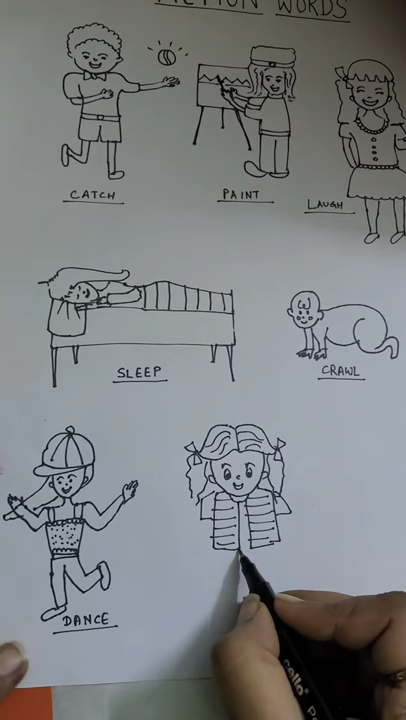 ACTION WORDS
CATCH
PAINT
LAUGH
SLEEP
CRAWL
DANCE
cello